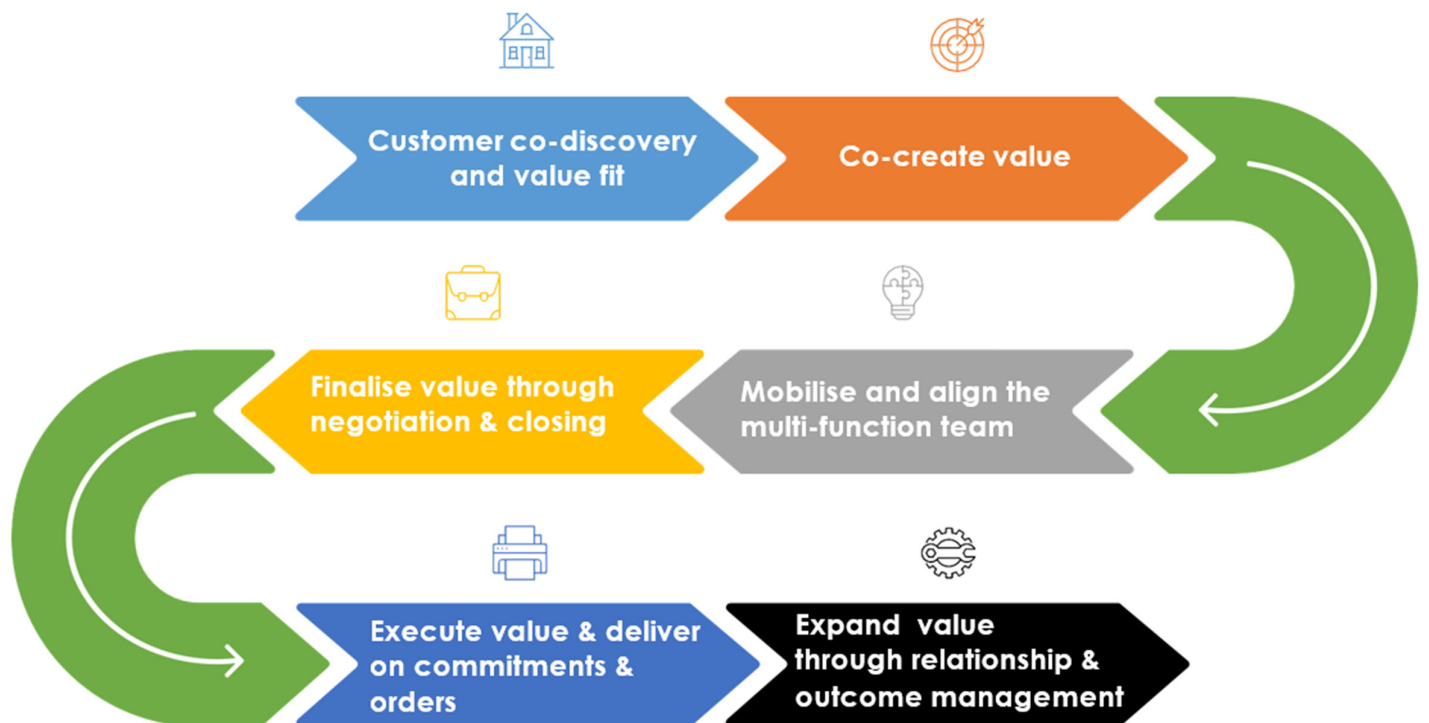 Customer co-discovery
and value fit
Co-create value
Mobilise and align the
multi-function team
Finalise value through
negotiation & closing
Execute value & deliver
on commitments &
orders
Expand  value
through relationship &
outcome management